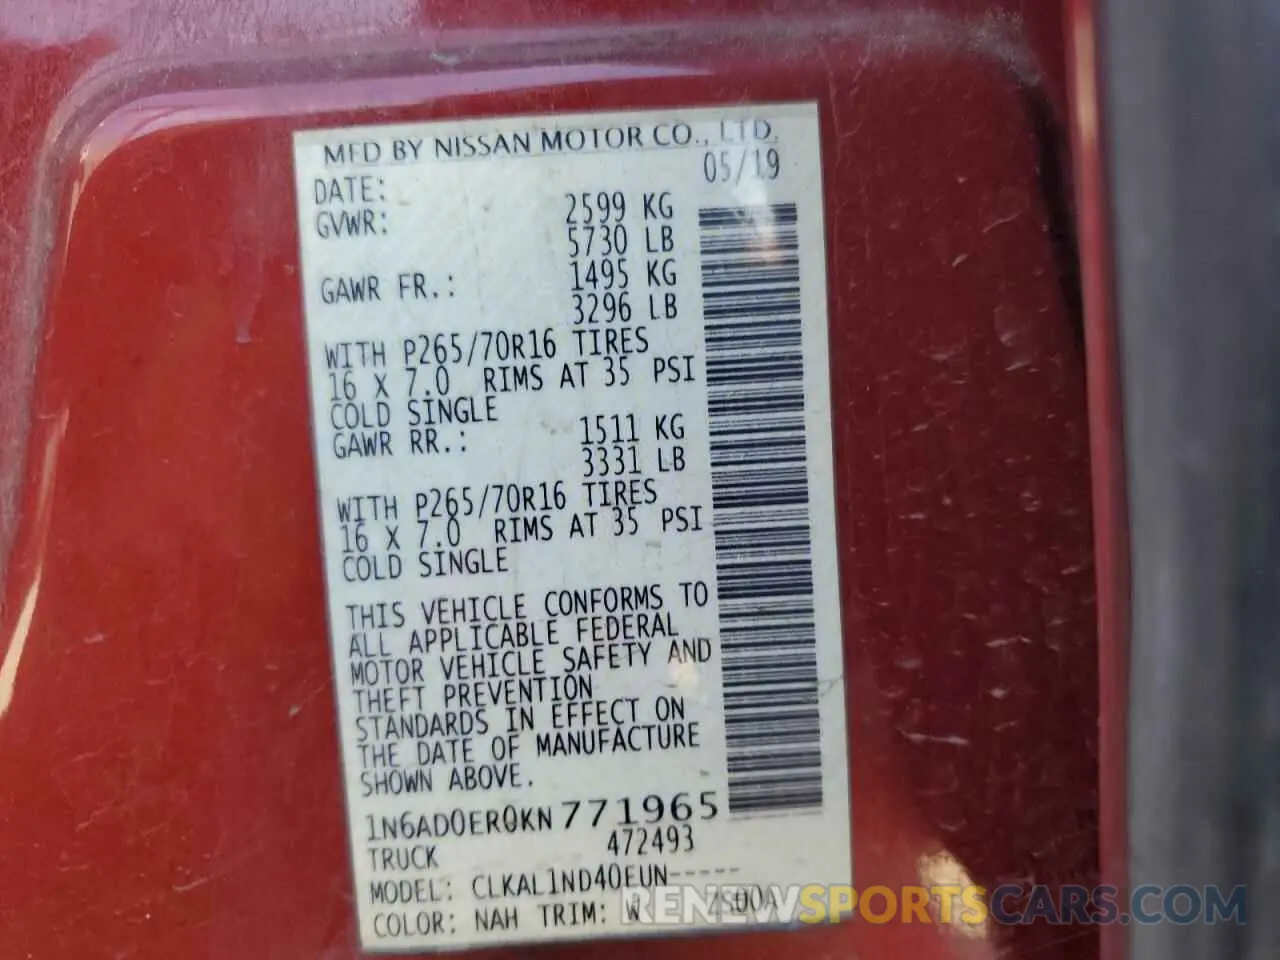 MFD BY NISSAN MOTOR CO., LTD.
DATE: 05/19
GVWR: 2599 KG
5730 LB
GAWR FR.: 1495 KG
3296 LB
WITH P265/70R16 TIRES
16 X 7.0 RIMS AT 35 PSI
COLD SINGLE
GAWR RR.: 1511 KG
3331 LB
WITH P265/70R16 TIRES
16 X 7.0 RIMS AT 35 PSI
COLD SINGLE
THIS VEHICLE CONFORMS TO
ALL APPLICABLE FEDERAL
MOTOR VEHICLE SAFETY AND
THEFT PREVENTION
STANDARDS IN EFFECT ON
THE DATE OF MANUFACTURE
SHOWN ABOVE.
1N6AD0ER0KN771965
TRUCK 472493
MODEL: CLKAL1ND40EUN-----
COLOR: NAH TRIM: W
RENEWSPORTSCARS.COM